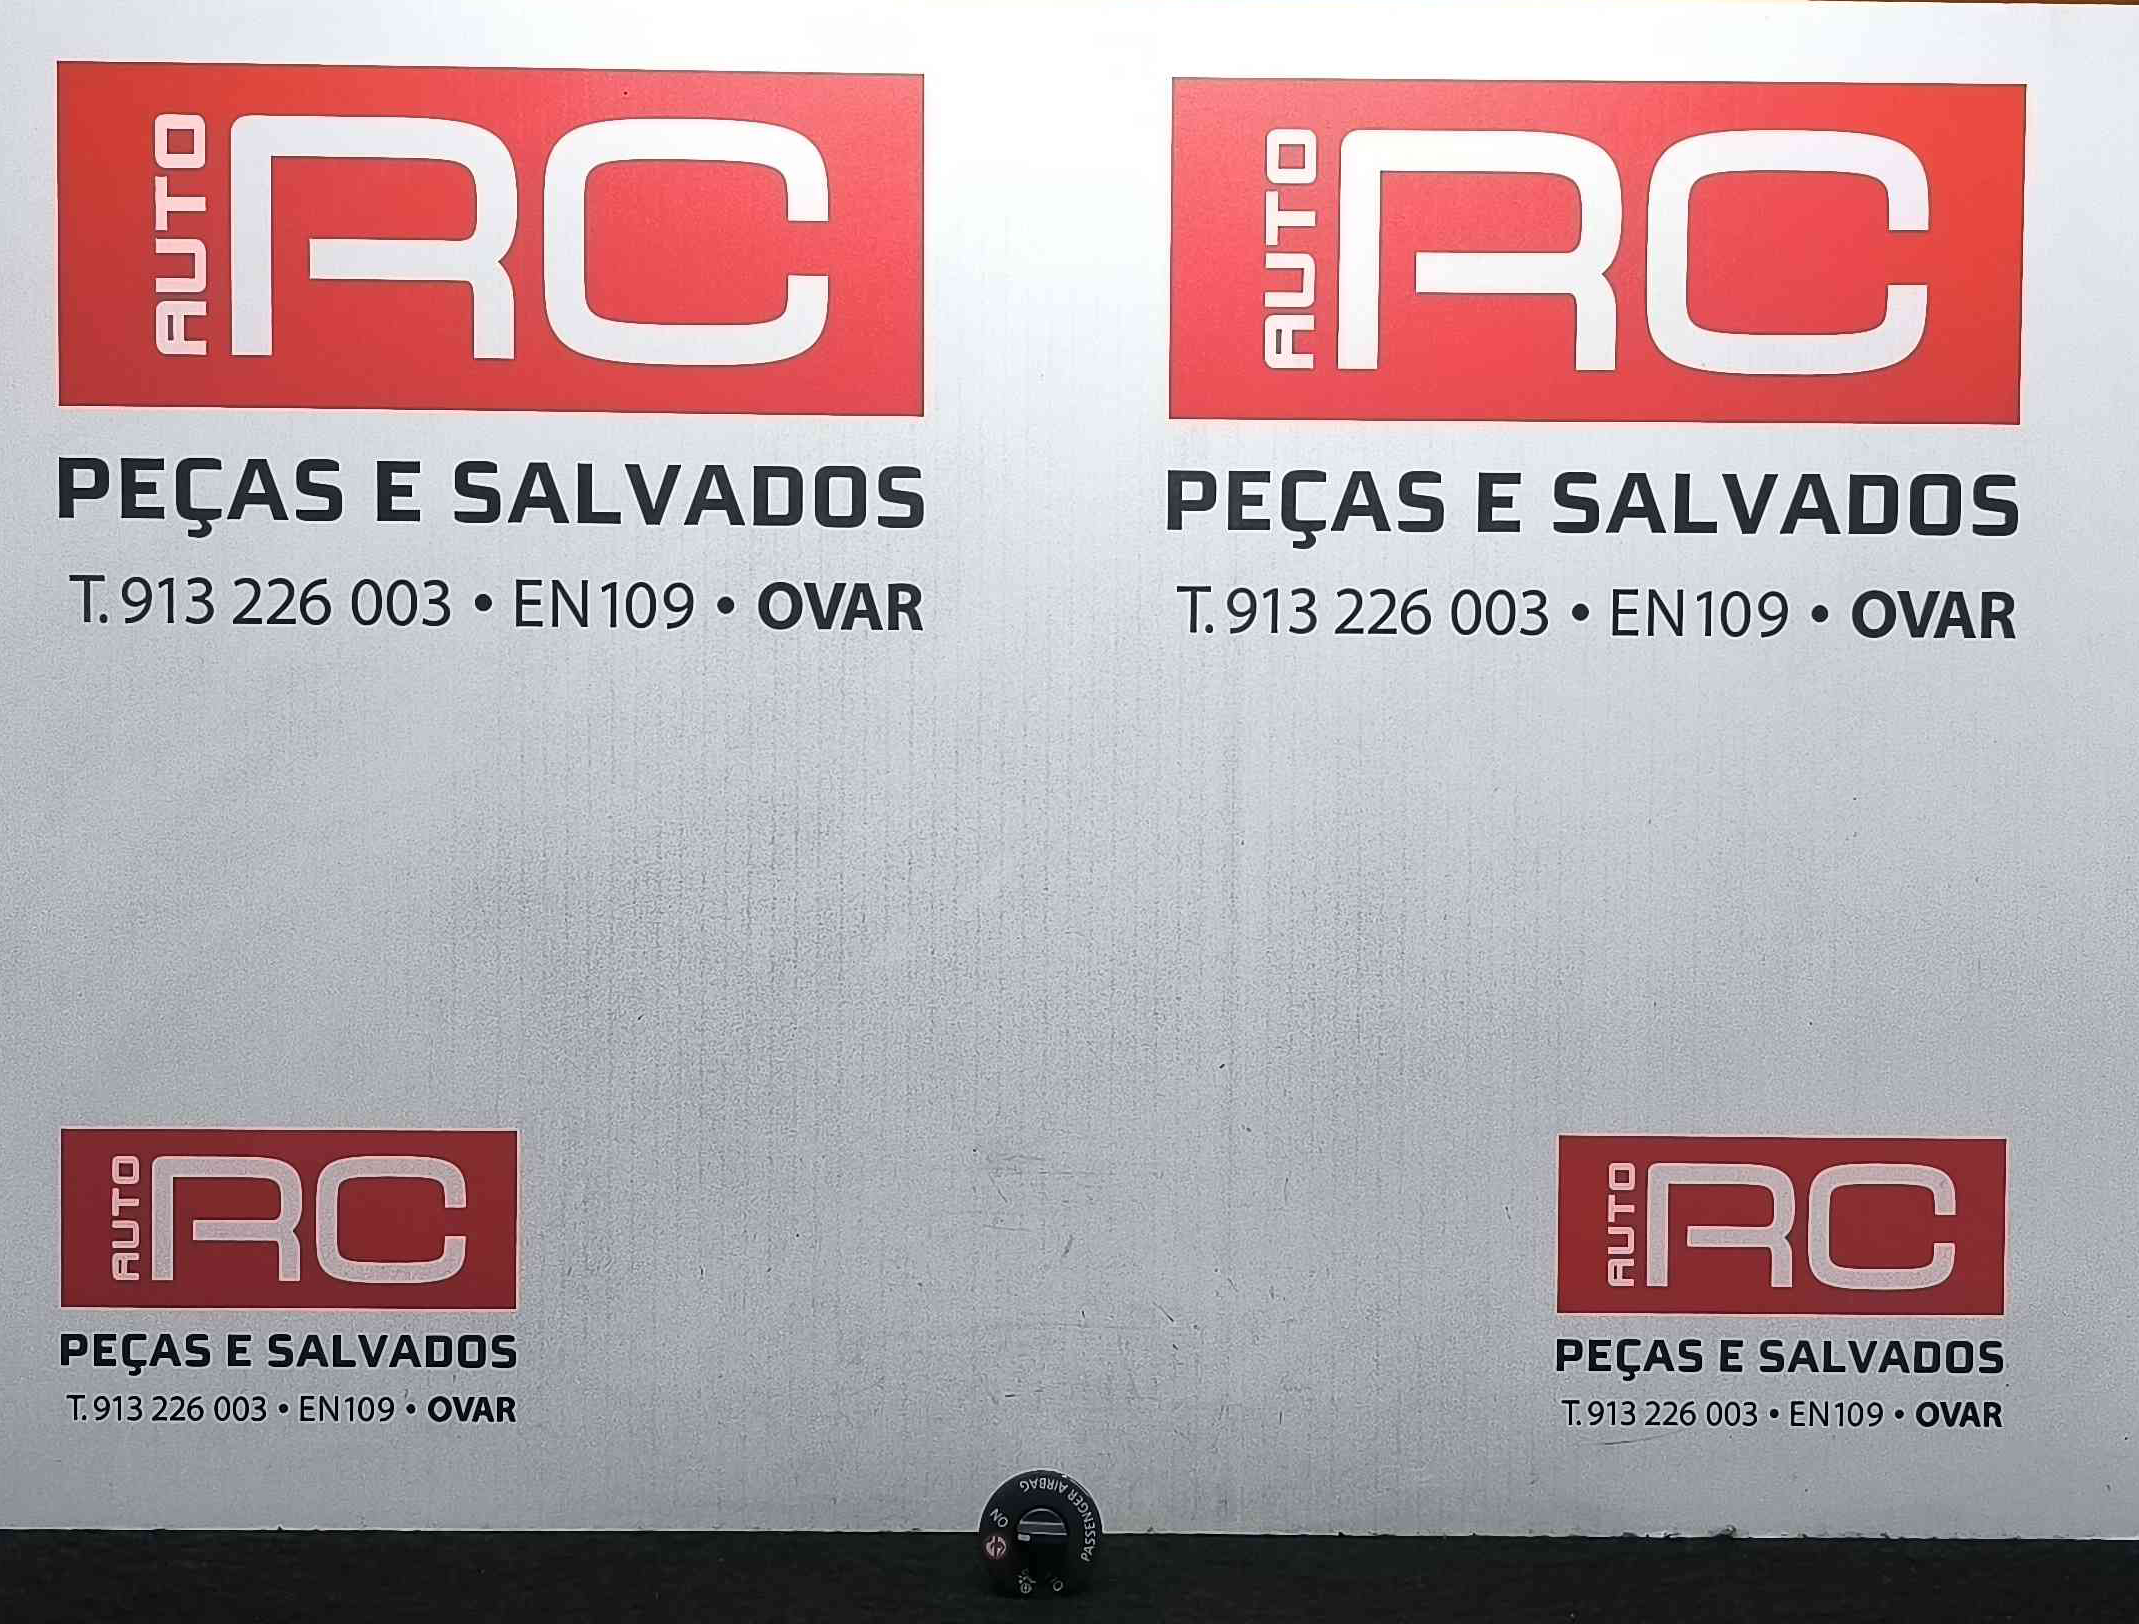 AUTO RC
PEÇAS E SALVADOS
T. 913 226 003 • EN109 • OVAR
AUTO RC
PEÇAS E SALVADOS
T. 913 226 003 • EN109 • OVAR
AUTO RC
PEÇAS E SALVADOS
T. 913 226 003 • EN109 • OVAR
AUTO RC
PEÇAS E SALVADOS
T. 913 226 003 • EN109 • OVAR
PASSENGER AIRBAG
ON